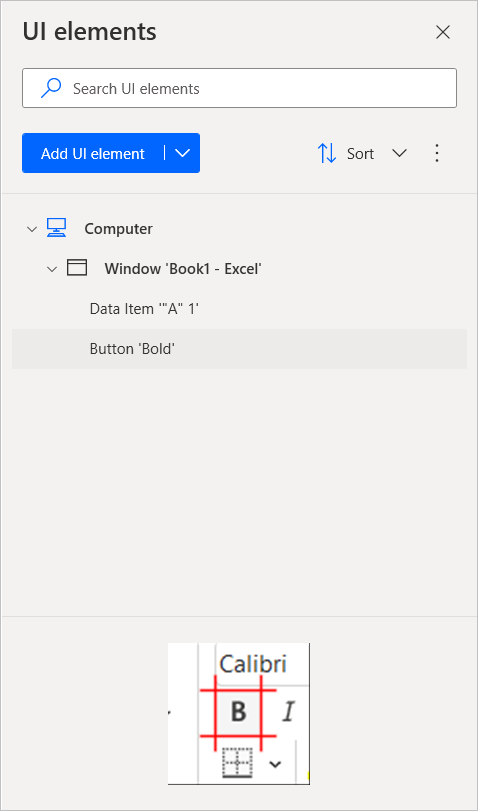 UI elements
Search UI elements
Add UI element
Sort
Computer
Window 'Book1 - Excel'
Data Item '"A" 1'
Button 'Bold'
Calibri
B I